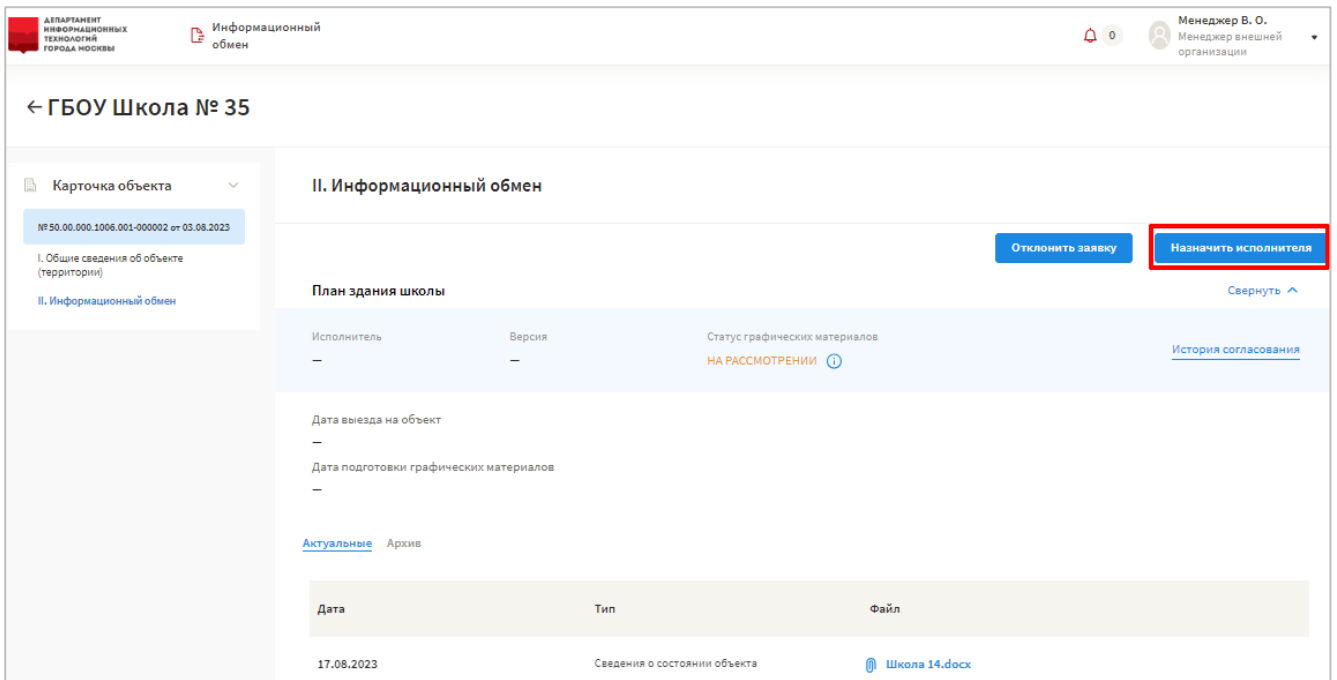 ДЕПАРТАМЕНТ
ИНФОРМАЦИОННЫХ
ТЕХНОЛОГИЙ
ГОРОДА МОСКВЫ
Информационный
обмен
0
Менеджер В. О.
Менеджер внешней
организации
← ГБОУ Школа № 35
Карточка объекта
№ 50.00.000.1006.001-000002 от 03.08.2023
I. Общие сведения об объекте
(территории)
II. Информационный обмен
II. Информационный обмен
Отклонить заявку
Назначить исполнителя
План здания школы
Свернуть
Исполнитель
Версия
Статус графических материалов
—
—
НА РАССМОТРЕНИИ
История согласования
Дата выезда на объект
—
Дата подготовки графических материалов
—
Актуальные Архив
Дата Тип Файл
17.08.2023 Сведения о состоянии объекта Школа 14.docx